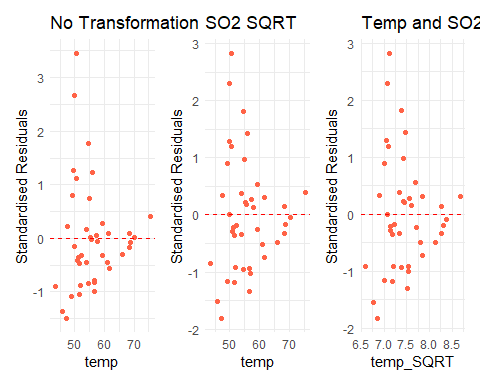 No Transformation SO2 SQRT Temp and SO2
Standardised Residuals
3
2
1
0
-1
50 60 70
temp
Standardised Residuals
3
2
1
0
-1
-2
50 60 70
temp
Standardised Residuals
3
2
1
0
-1
-2
6.5 7.0 7.5 8.0 8.5
temp_SQRT